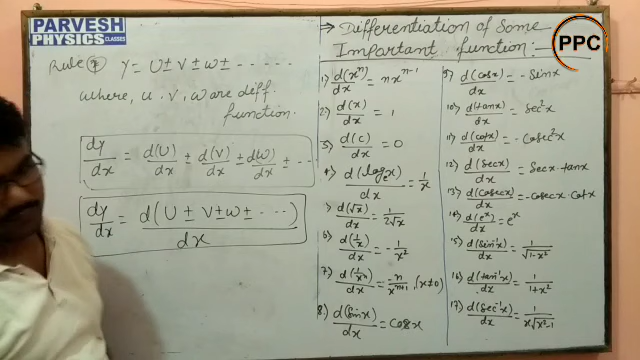 PARVESH
PHYSICS CLASSES
PPC
Rule Y = U ± V ± W ± ......
where, U, V, W are diff.
function.
dy/dx = d(U)/dx ± d(V)/dx ± d(W)/dx ± ...
dy/dx = d(U ± V ± W ± ...)/dx
⇒ Differentiation of Some
Important function:-
1) d(xⁿ)/dx = nxⁿ⁻¹
2) d(x)/dx = 1
3) d(c)/dx = 0
4) d(logₑx)/dx = 1/x
5) d(√x)/dx = 1/2√x
6) d(1/x)/dx = -1/x²
7) d(1/xⁿ)/dx = -n/xⁿ⁺¹, (x≠0)
8) d(Sinx)/dx = Cosx
9) d(Cosx)/dx = -Sinx
10) d(tanx)/dx = Sec²x
11) d(Cotx)/dx = -Cosec²x
12) d(Secx)/dx = Secx·tanx
13) d(Cosecx)/dx = -Cosecx·Cotx
14) d(eˣ)/dx = eˣ
15) d(Sin⁻¹x)/dx = 1/√1-x²
16) d(tan⁻¹x)/dx = 1/1+x²
17) d(Sec⁻¹x)/dx = 1/x√x²-1